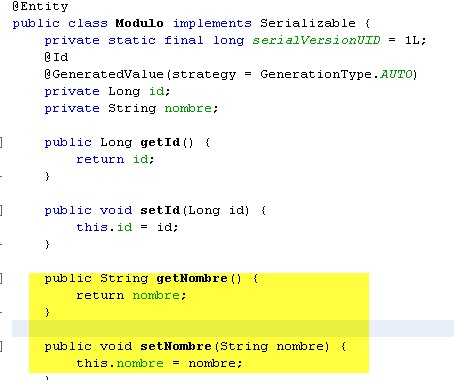 @Entity
public class Modulo implements Serializable {
private static final long serialVersionUID = 1L;
@Id
@GeneratedValue(strategy = GenerationType.AUTO)
private Long id;
private String nombre;
public Long getId() {
return id;
}
public void setId(Long id) {
this.id = id;
}
public String getNombre() {
return nombre;
}
public void setNombre(String nombre) {
this.nombre = nombre;
}